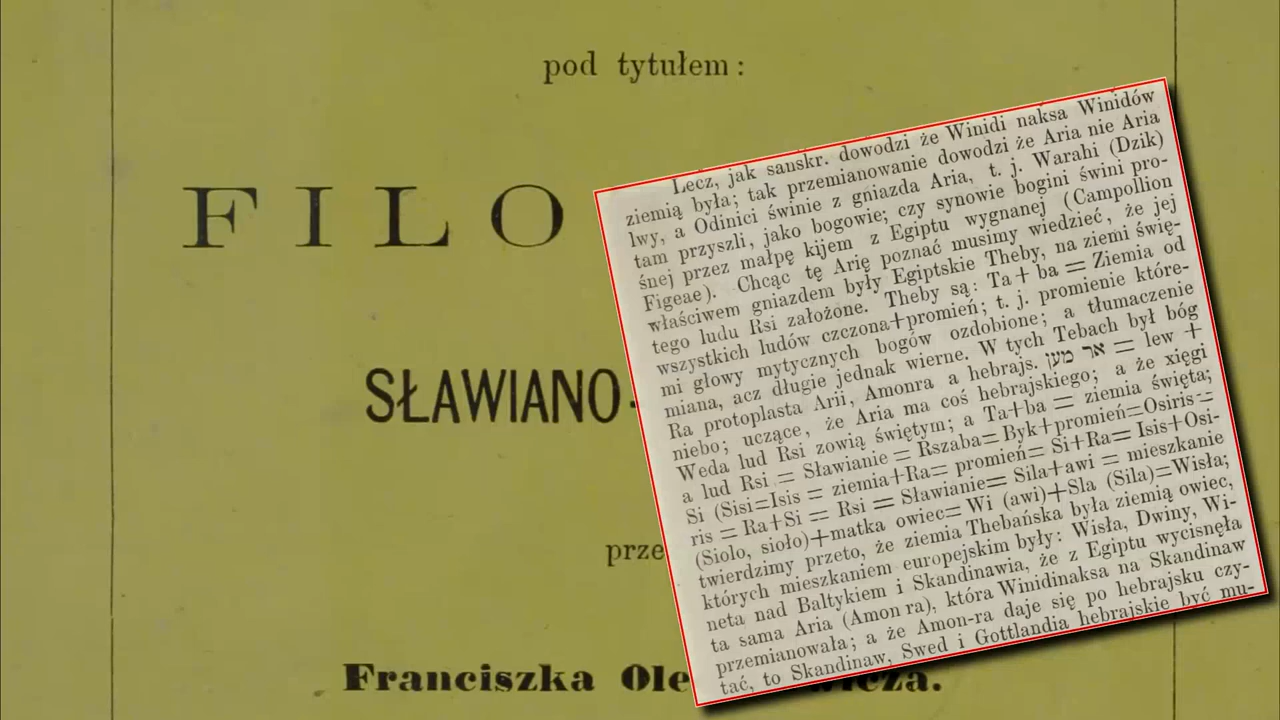 pod tytułem:
FILO
SŁAWIANO-
prze
Franciszka Ole wicza.
Lecz, jak sanskr. dowodzi że Winidi naksa Winidów
ziemią była; tak przemianowanie dowodzi że Aria nie Aria
lwy, a Odinici świnie z gniazda Aria, t. j. Warahi (Dzik)
tam przyszli, jako bogowie; czy synowie bogini świni pro-
śnej przez małpę kijem z Egiptu wygnanej (Campollion
Figeae). Chcąc tę Arię poznać musimy wiedzieć, że jej
właściwem gniazdem były Egiptskie Theby, na ziemi świę-
tego ludu Rsi założone. Theby są: Ta+ba = Ziemia od
wszystkich ludów czczona+promień; t. j. promienie które-
mi głowy mytycznych bogów ozdobione; a tłumaczenie
miana, acz długie jednak wierne. W tych Tebach był bóg
Ra protoplasta Arii, Amonra a hebrajs. אר מען = lew +
niebo; uczące, że Aria ma coś hebrajskiego; a że xięgi
Weda lud Rsi zowią świętym; a Ta+ba = ziemia święta;
a lud Rsi = Sławianie = Rszaba= Byk+promień=Osiris=
Si (Sisi=Isis = ziemia+Ra= promień= Si+Ra= Isis+Osi-
ris = Ra+Si = Rsi = Sławianie= Sila+awi = mieszkanie
(Siolo, sioło)+matka owiec= Wi (awi)+Sla (Sila)=Wisła;
twierdzimy przeto, że ziemia Thebańska była ziemią owiec,
których mieszkaniem europejskim były: Wisła, Dwiny, Wi-
neta nad Baltykiem i Skandinawia, że z Egiptu wycisnęła
ta sama Aria (Amon ra), która Winidinaksa na Skandinaw
przemianowała; a że Amon-ra daje się po hebrajsku czy-
tać, to Skandinaw, Swed i Gottlandia hebrajskie być mu-